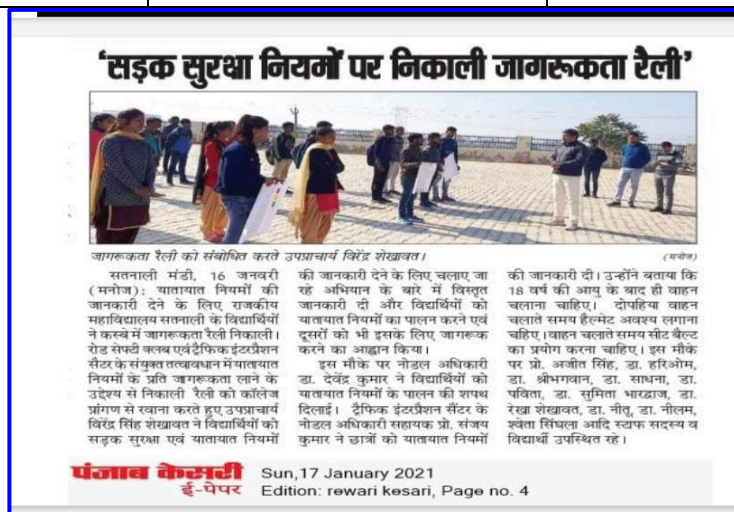 ‘सड़क सुरक्षा नियमों पर निकाली जागरूकता रैली’
जागरूकता रैली को संबोधित करते उपप्राचार्य विरेंद्र शेखावत।
(मनोज)
सतनाली मंडी, 16 जनवरी
(मनोज): यातायात नियमों की
जानकारी देने के लिए राजकीय
महाविद्यालय सतनाली के विद्यार्थियों
ने कस्बे में जागरूकता रैली निकाली।
रोड सेफ्टी क्लब एवं ट्रैफिक इंटरप्रैशन
सैंटर के संयुक्त तत्वावधान में यातायात
नियमों के प्रति जागरूकता लाने के
उद्देश्य से निकाली रैली को कॉलेज
प्रांगण से रवाना करते हुए उपप्राचार्य
विरेंद्र सिंह शेखावत ने विद्यार्थियों को
सड़क सुरक्षा एवं यातायात नियमों
की जानकारी देने के लिए चलाए जा
रहे अभियान के बारे में विस्तृत
जानकारी दी और विद्यार्थियों को
यातायात नियमों का पालन करने एवं
दूसरों को भी इसके लिए जागरूक
करने का आह्वान किया।
इस मौके पर नोडल अधिकारी
डा. देवेंद्र कुमार ने विद्यार्थियों को
यातायात नियमों के पालन की शपथ
दिलाई। ट्रैफिक इंटरप्रैशन सैंटर के
नोडल अधिकारी सहायक प्रो. संजय
कुमार ने छात्रों को यातायात नियमों
की जानकारी दी। उन्होंने बताया कि
18 वर्ष की आयु के बाद ही वाहन
चलाना चाहिए। दोपहिया वाहन
चलाते समय हैल्मेट अवश्य लगाना
चहिए। वाहन चलाते समय सीट बैल्ट
का प्रयोग करना चाहिए। इस मौके
पर प्रो. अजीत सिंह, डा. हरिओम,
डा. श्रीभगवान, डा. साधना, डा.
पविता, डा. सुमिता भारद्वाज, डा.
रेखा शेखावत, डा. नीतू, डा. नीलम,
श्वेता सिंघला आदि स्टाफ सदस्य व
विद्यार्थी उपस्थित रहे।
पंजाब केसरी
ई-पेपर
Sun,17 January 2021
Edition: rewari kesari, Page no. 4